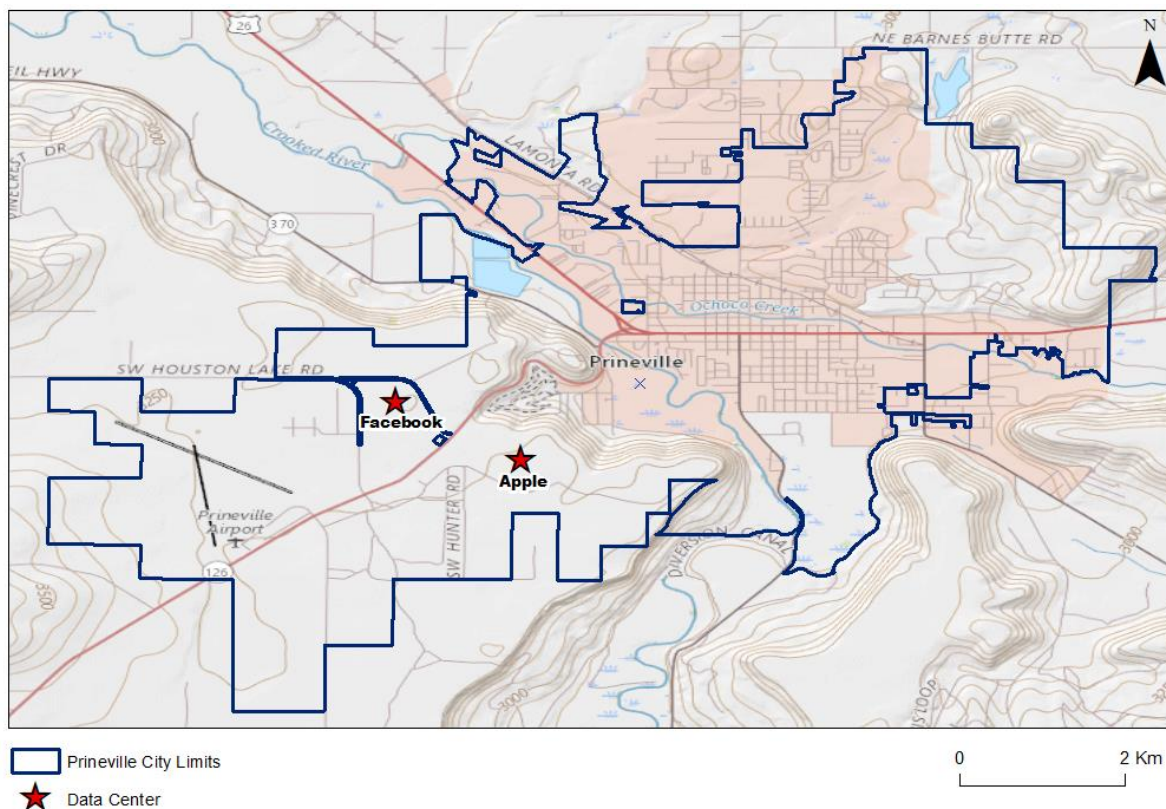 26
NE BARNES BUTTE RD
N
3000
EIL HWY
Crooked River
LAMONTA RD
3000
DR
370
Ochoco Creek
Prineville
SW HOUSTON LAKE RD
Facebook
Apple
SW HUNTER RD
Prineville
Airport
126
DIVERSION CANAL
3500
3000
Prineville City Limits
Data Center
0 2 Km